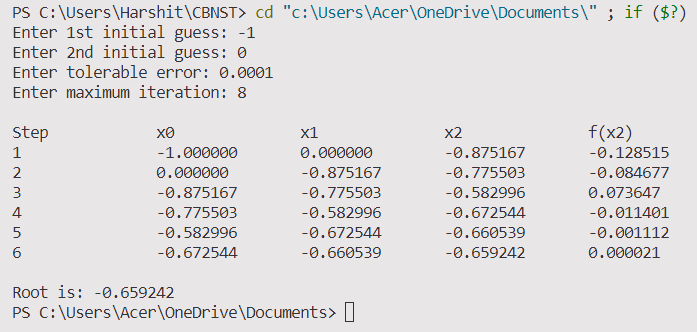 PS C:\Users\Harshit\CBNST> cd "c:\Users\Acer\OneDrive\Documents\" ; if ($?)
Enter 1st initial guess: -1
Enter 2nd initial guess: 0
Enter tolerable error: 0.0001
Enter maximum iteration: 8
Step x0 x1 x2 f(x2)
1 -1.000000 0.000000 -0.875167 -0.128515
2 0.000000 -0.875167 -0.775503 -0.084677
3 -0.875167 -0.775503 -0.582996 0.073647
4 -0.775503 -0.582996 -0.672544 -0.011401
5 -0.582996 -0.672544 -0.660539 -0.001112
6 -0.672544 -0.660539 -0.659242 0.000021
Root is: -0.659242
PS C:\Users\Acer\OneDrive\Documents>